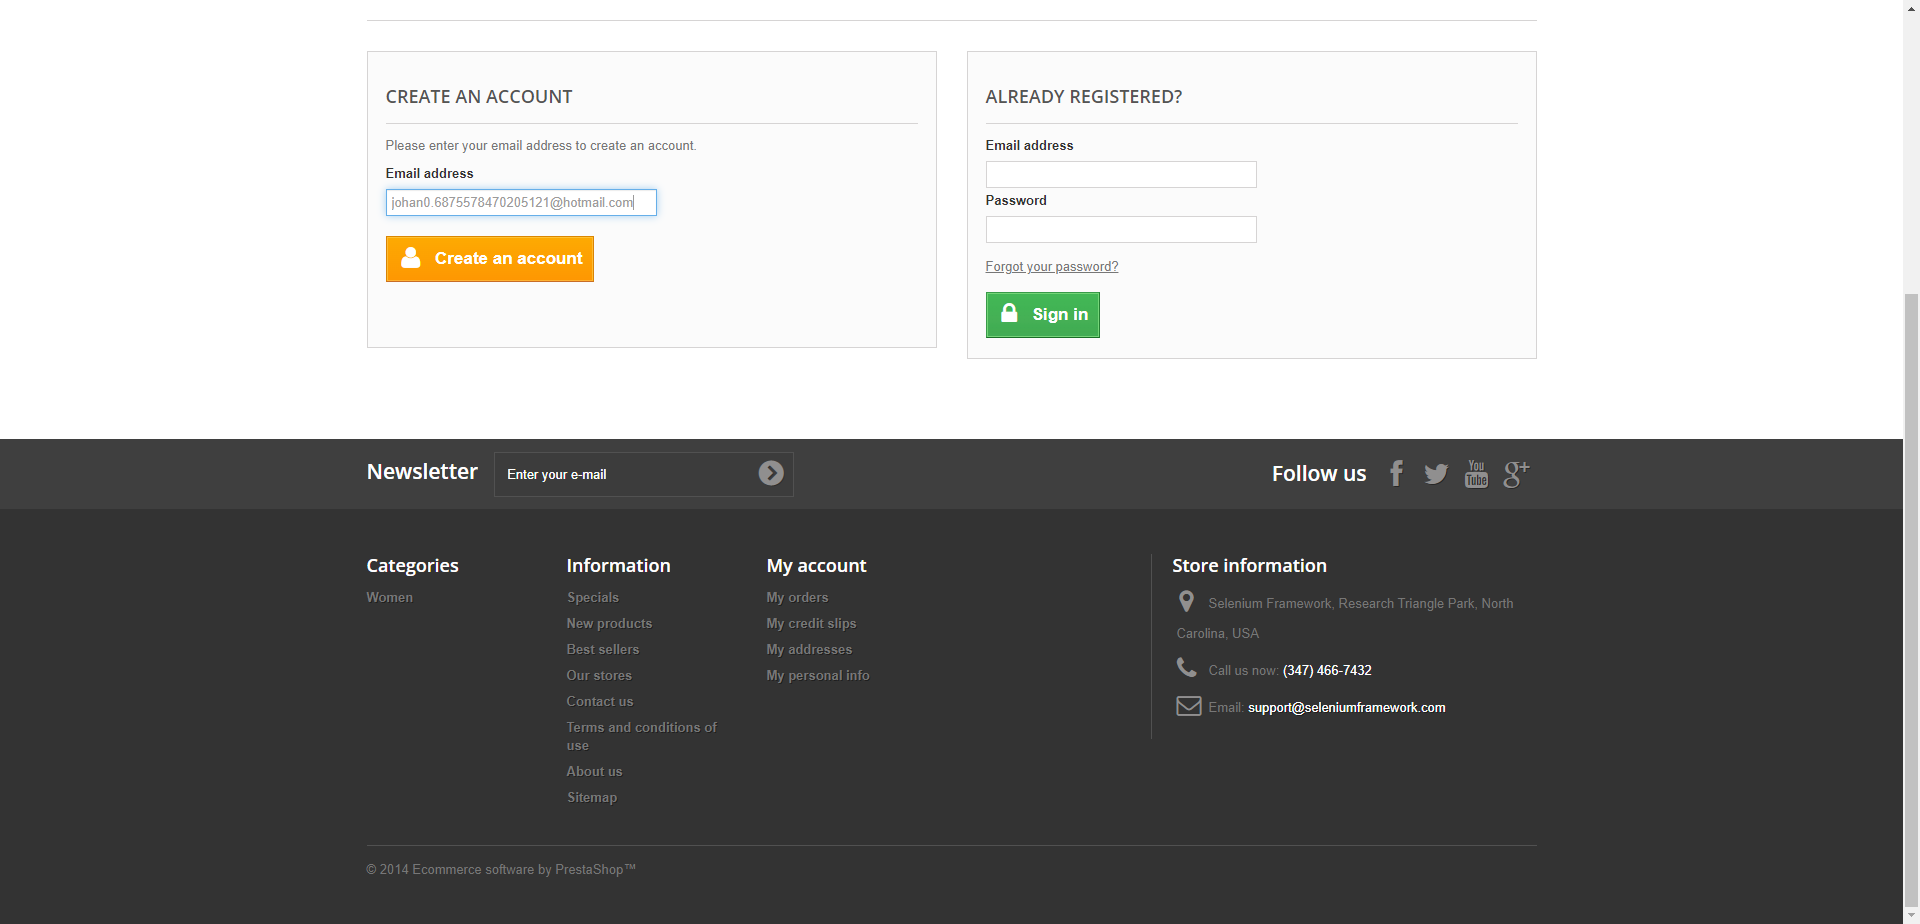 CREATE AN ACCOUNT
Please enter your email address to create an account.
Email address
johan0.6875578470205121@hotmail.com
Create an account
ALREADY REGISTERED?
Email address
Password
Forgot your password?
Sign in
Newsletter
Enter your e-mail
Follow us
You
Tube
g+
Categories
Women
Information
Specials
New products
Best sellers
Our stores
Contact us
Terms and conditions of
use
About us
Sitemap
My account
My orders
My credit slips
My addresses
My personal info
Store information
Selenium Framework, Research Triangle Park, North
Carolina, USA
Call us now: (347) 466-7432
Email: support@seleniumframework.com
© 2014 Ecommerce software by PrestaShop™